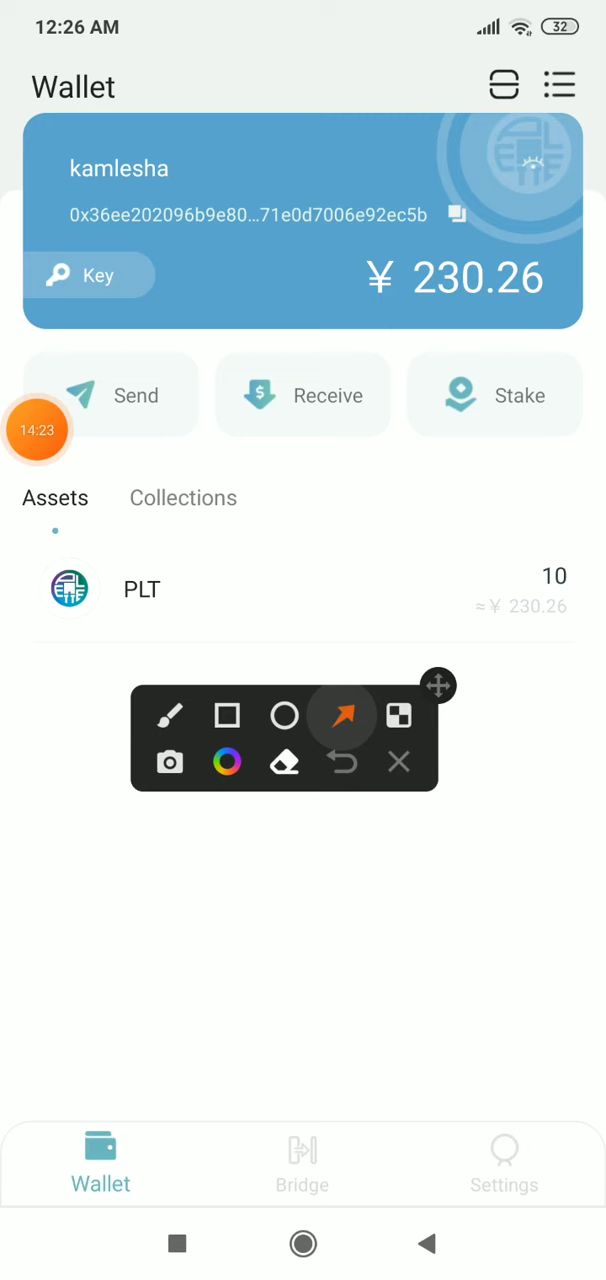 12:26 AM
32
Wallet
kamlesha
0x36ee202096b9e80...71e0d7006e92ec5b
Key
¥ 230.26
Send
Receive
Stake
14:23
Assets
Collections
PLT
10
≈¥ 230.26
Wallet
Bridge
Settings